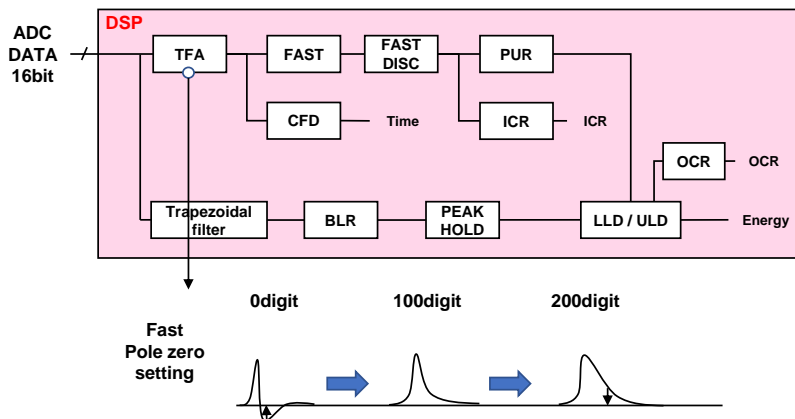 DSP
ADC
DATA
16bit
TFA
FAST
FAST
DISC
PUR
CFD
Time
ICR
ICR
OCR
OCR
Trapezoidal
filter
BLR
PEAK
HOLD
LLD / ULD
Energy
0digit
100digit
200digit
Fast
Pole zero
setting